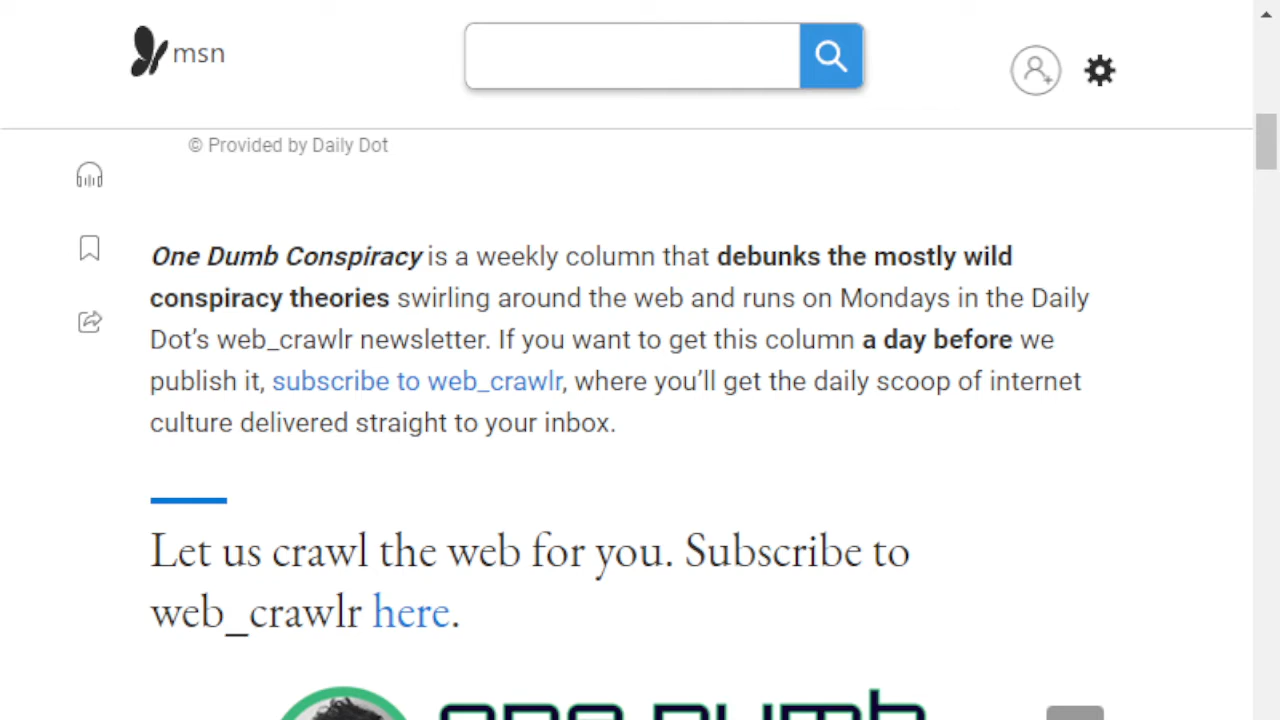 msn
© Provided by Daily Dot
One Dumb Conspiracy is a weekly column that debunks the mostly wild
conspiracy theories swirling around the web and runs on Mondays in the Daily
Dot’s web_crawlr newsletter. If you want to get this column a day before we
publish it, subscribe to web_crawlr, where you’ll get the daily scoop of internet
culture delivered straight to your inbox.
Let us crawl the web for you. Subscribe to
web_crawlr here.
one dumb